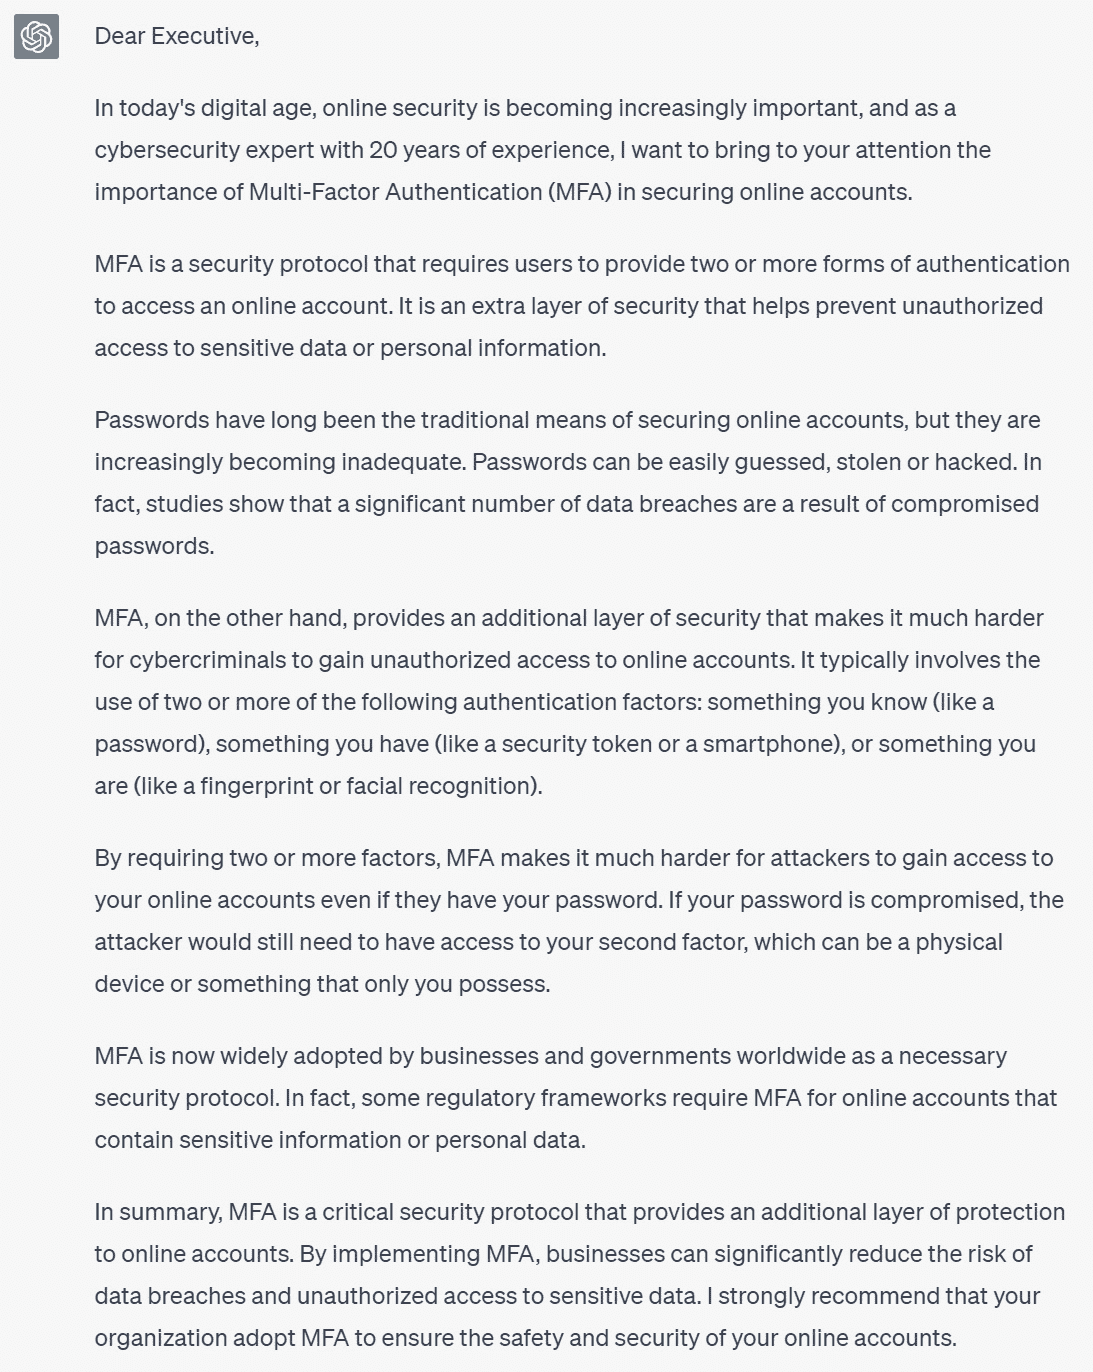 Dear Executive,
In today's digital age, online security is becoming increasingly important, and as a
cybersecurity expert with 20 years of experience, I want to bring to your attention the
importance of Multi-Factor Authentication (MFA) in securing online accounts.
MFA is a security protocol that requires users to provide two or more forms of authentication
to access an online account. It is an extra layer of security that helps prevent unauthorized
access to sensitive data or personal information.
Passwords have long been the traditional means of securing online accounts, but they are
increasingly becoming inadequate. Passwords can be easily guessed, stolen or hacked. In
fact, studies show that a significant number of data breaches are a result of compromised
passwords.
MFA, on the other hand, provides an additional layer of security that makes it much harder
for cybercriminals to gain unauthorized access to online accounts. It typically involves the
use of two or more of the following authentication factors: something you know (like a
password), something you have (like a security token or a smartphone), or something you
are (like a fingerprint or facial recognition).
By requiring two or more factors, MFA makes it much harder for attackers to gain access to
your online accounts even if they have your password. If your password is compromised, the
attacker would still need to have access to your second factor, which can be a physical
device or something that only you possess.
MFA is now widely adopted by businesses and governments worldwide as a necessary
security protocol. In fact, some regulatory frameworks require MFA for online accounts that
contain sensitive information or personal data.
In summary, MFA is a critical security protocol that provides an additional layer of protection
to online accounts. By implementing MFA, businesses can significantly reduce the risk of
data breaches and unauthorized access to sensitive data. I strongly recommend that your
organization adopt MFA to ensure the safety and security of your online accounts.